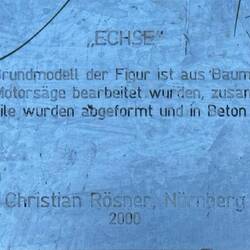 „ECHSE"
Grundmodell der Figur ist aus Baum
Motorsäge bearbeitet wurden, zusam
ile wurden abgeformt und in Beton
Christian Rösner, Nürnberg
2000